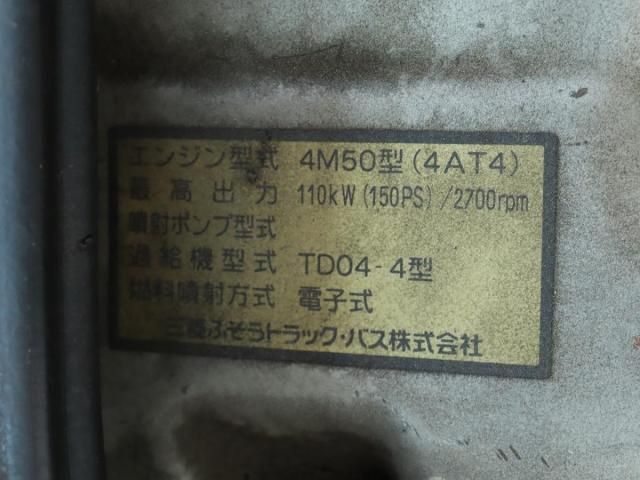 エンジン型式 4M50型(4AT4)
最高出力 110kW(150PS)/2700rpm
噴射ポンプ型式
過給機型式 TD04-4型
燃料噴射方式 電子式
三菱ふそうトラック・バス株式会社